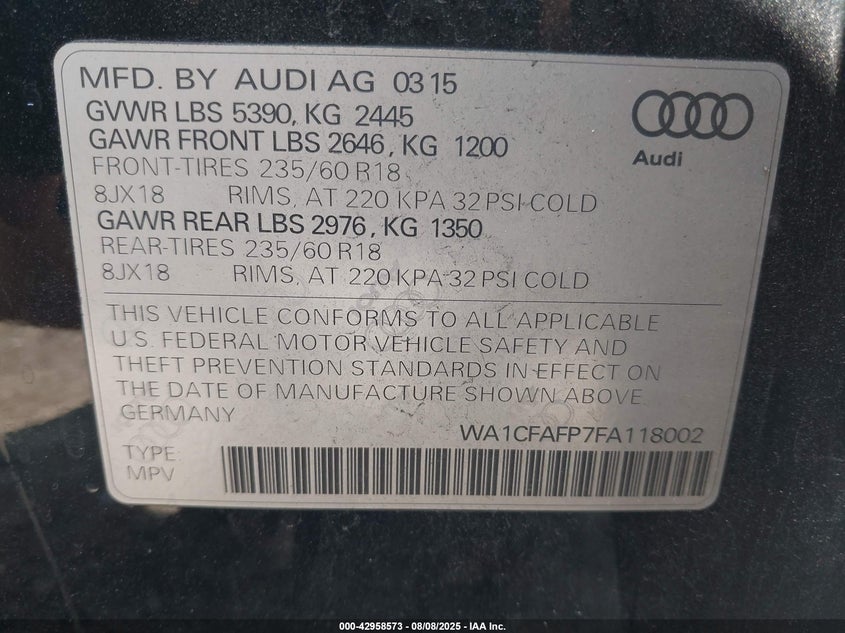 MFD. BY AUDI AG 03 15
GVWR LBS 5390, KG 2445
GAWR FRONT LBS 2646, KG 1200
FRONT-TIRES 235/60 R18
8JX18 RIMS, AT 220 KPA 32 PSI COLD
GAWR REAR LBS 2976, KG 1350
REAR-TIRES 235/60 R18
8JX18 RIMS, AT 220 KPA 32 PSI COLD
Audi
THIS VEHICLE CONFORMS TO ALL APPLICABLE
U.S. FEDERAL MOTOR VEHICLE SAFETY AND
THEFT PREVENTION STANDARDS IN EFFECT ON
THE DATE OF MANUFACTURE SHOWN ABOVE.
GERMANY
WA1CFAFP7FA118002
TYPE:
MPV
000-42958573 - 08/08/2025 - IAA Inc.